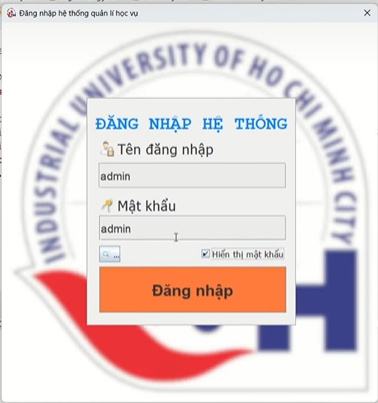 Đăng nhập hệ thống quản lí học vụ
INDUSTRIAL UNIVERSITY OF HO CHI MINH CITY
ĐĂNG NHẬP HỆ THỐNG
Tên đăng nhập
admin
Mật khẩu
admin
...
Hiển thị mật khẩu
Đăng nhập